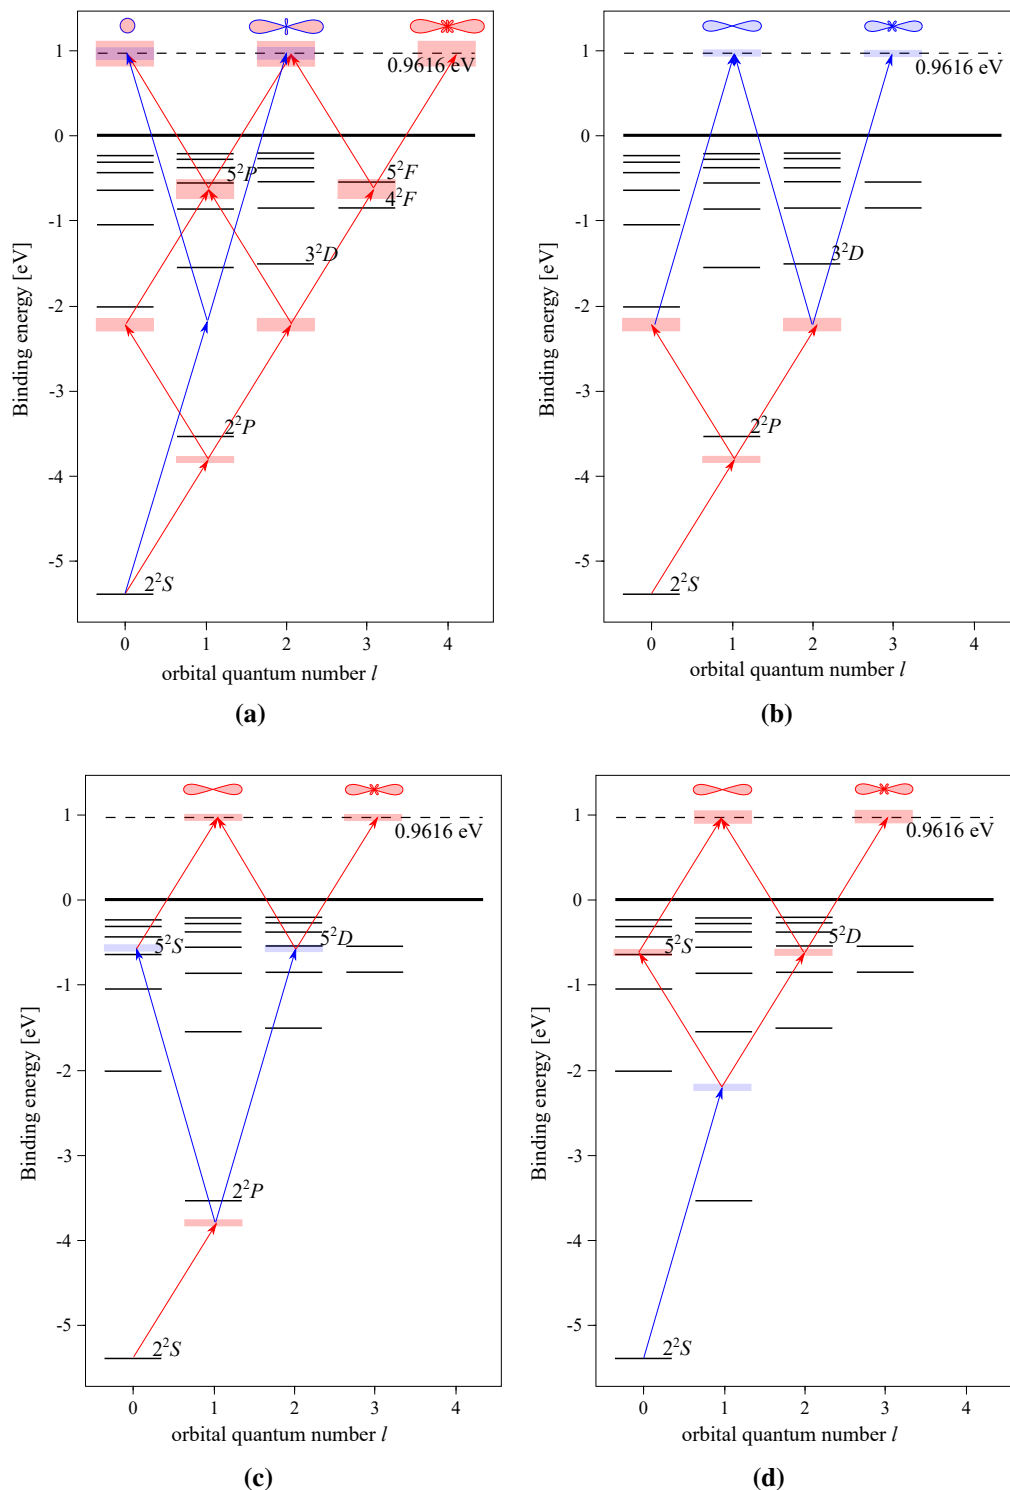 1
0.9616 eV
0
5²P
5²F
4²F
-1
3²D
-2
-3
2²P
-4
-5
2²S
Binding energy [eV]
0 1 2 3 4
orbital quantum number l
(a)
1
0.9616 eV
0
-1
3²D
-2
-3
2²P
-4
-5
2²S
Binding energy [eV]
0 1 2 3 4
orbital quantum number l
(b)
1
0.9616 eV
0
5²S
5²D
-1
-2
-3
2²P
-4
-5
2²S
Binding energy [eV]
0 1 2 3 4
orbital quantum number l
(c)
1
0.9616 eV
0
5²S
5²D
-1
-2
-3
-4
-5
2²S
Binding energy [eV]
0 1 2 3 4
orbital quantum number l
(d)